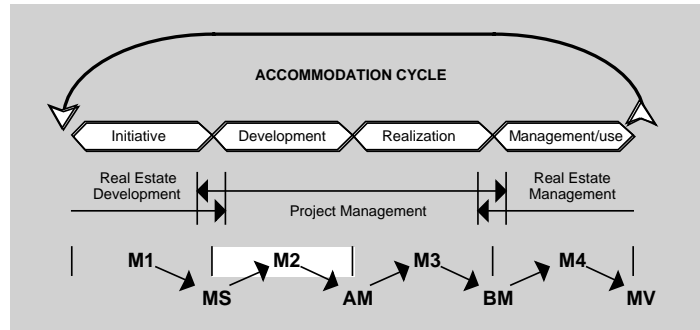 ACCOMMODATION CYCLE
Initiative Development Realization Management/use
Real Estate
Development
Project Management
Real Estate
Management
M1 M2 M3 M4
MS AM BM MV